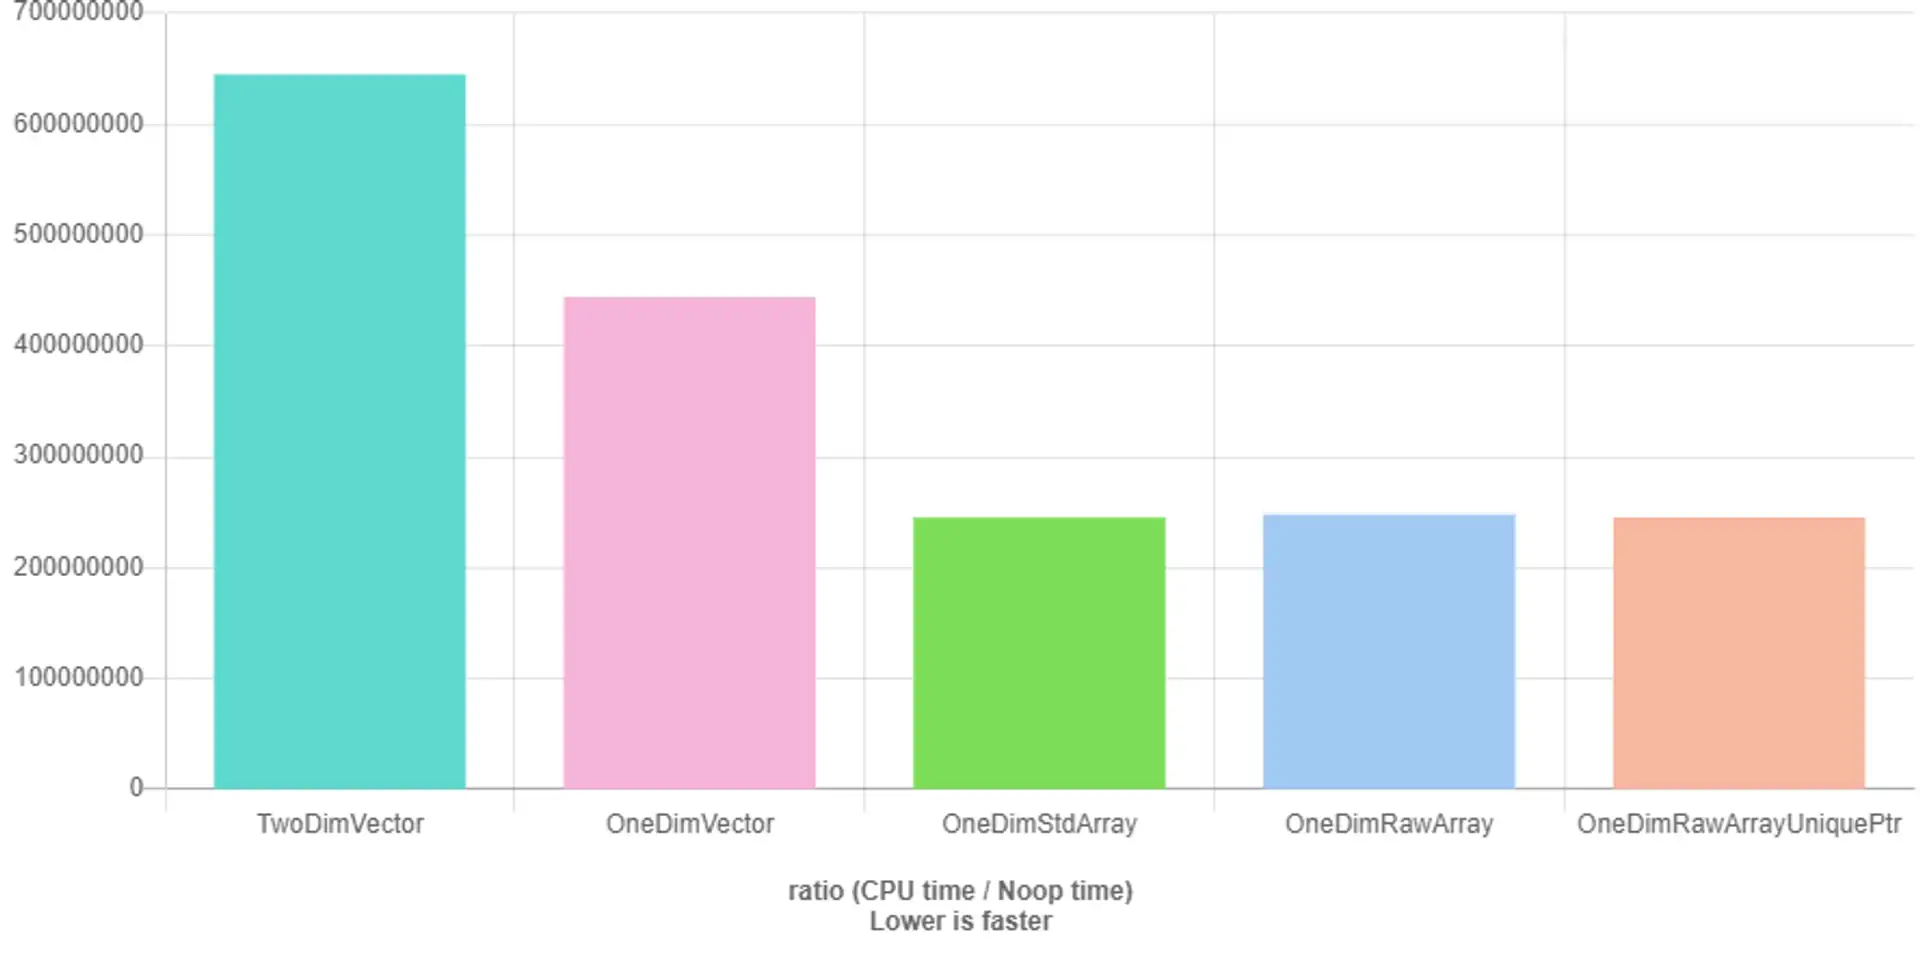 700000000
600000000
500000000
400000000
300000000
200000000
100000000
0
TwoDimVector OneDimVector OneDimStdArray OneDimRawArray OneDimRawArrayUniquePtr
ratio (CPU time / Noop time)
Lower is faster